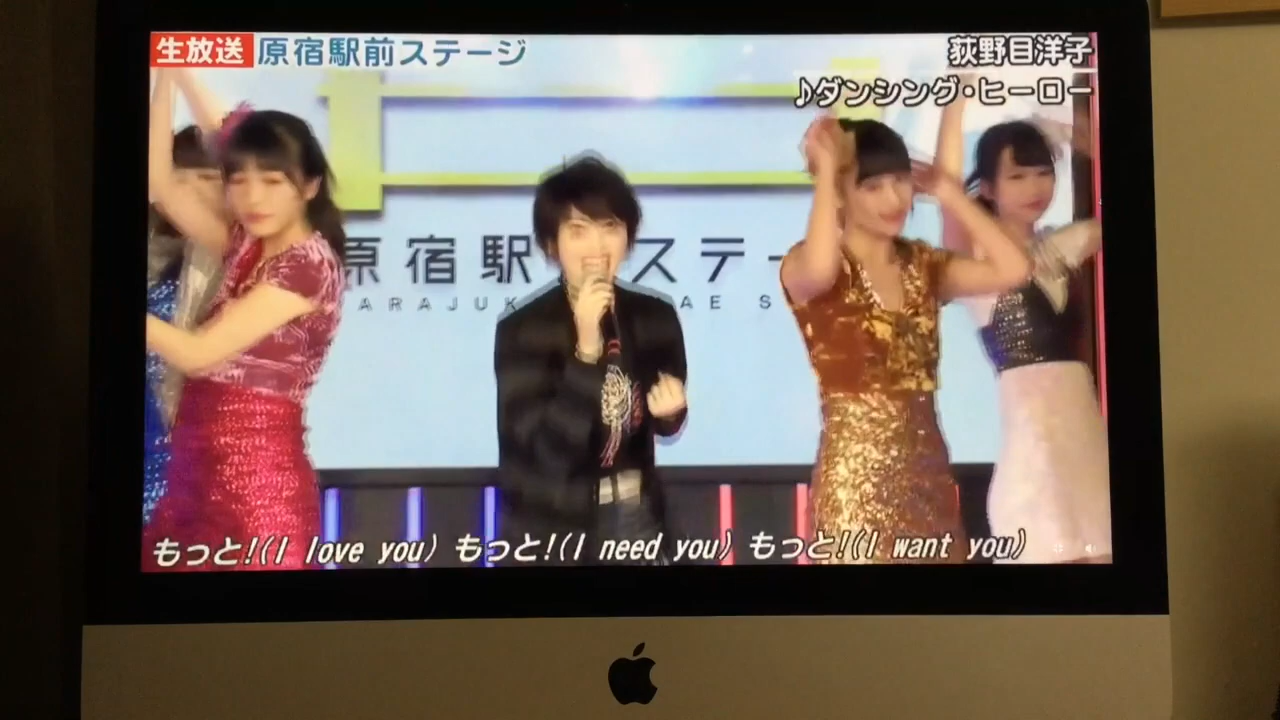 生放送 原宿駅前ステージ
荻野目洋子
♪ダンシング・ヒーロー
原宿駅 ステー
ARAJUK AE S
もっと!(I love you) もっと!(I need you) もっと!(I want you)